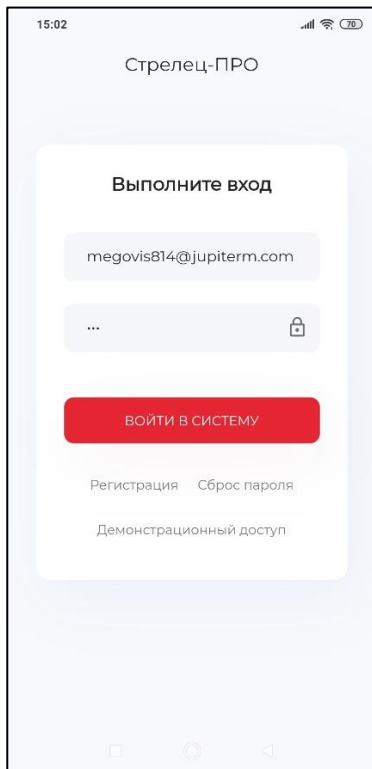 15:02
70
Стрелец-ПРО
Выполните вход
megovis814@jupiterm.com
...
ВОЙТИ В СИСТЕМУ
Регистрация Сброс пароля
Демонстрационный доступ